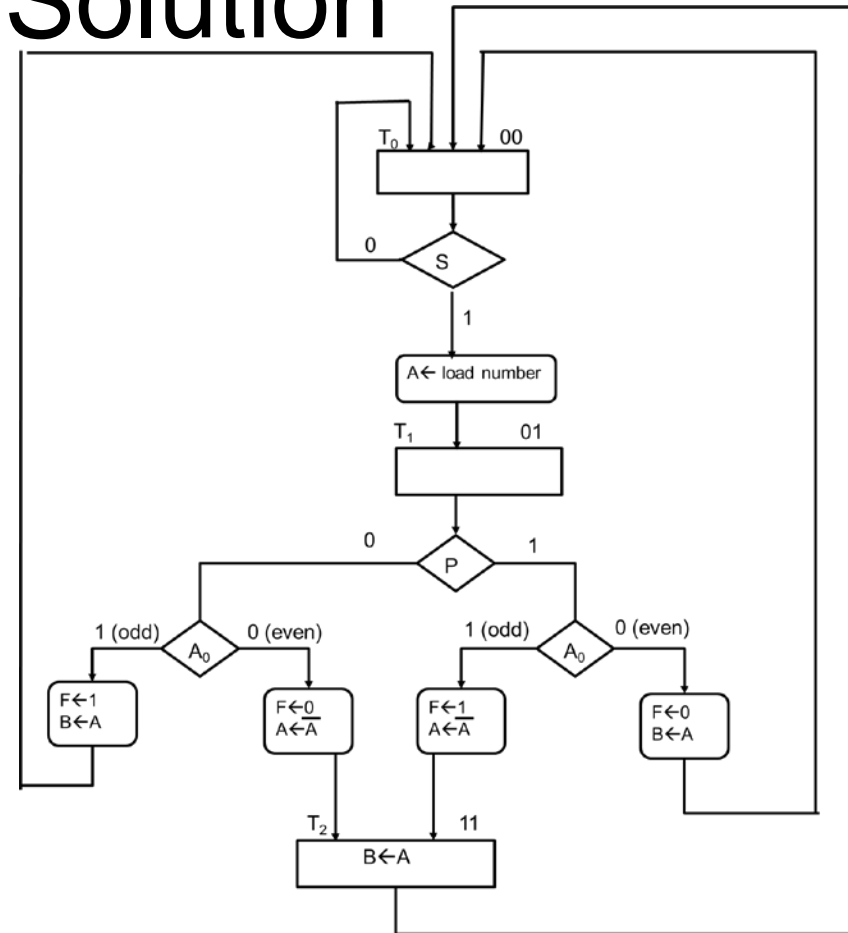 Solution
T₀ 00
0
S
1
A← load number
T₁ 01
0 P 1
1 (odd) A₀ 0 (even) 1 (odd) A₀ 0 (even)
F←1
B←A
F←0
A←A̅
F←1
A←A̅
F←0
B←A
T₂ 11
B←A